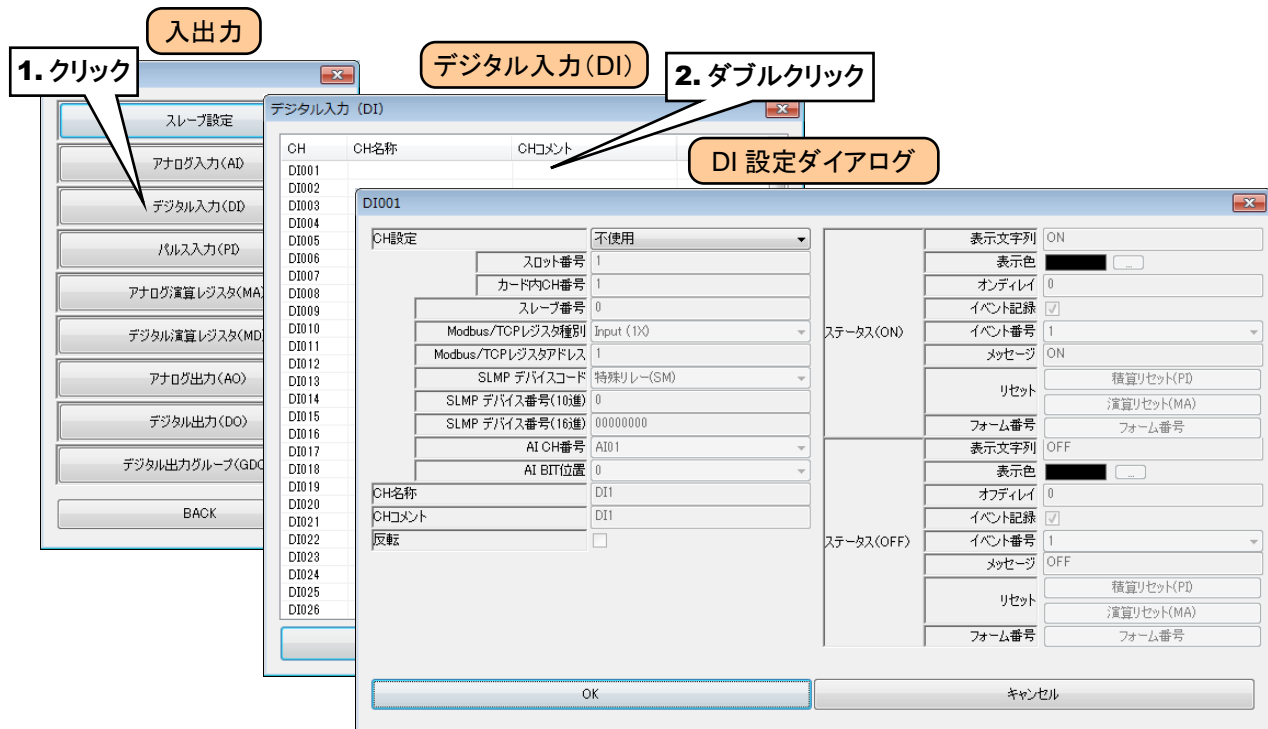 入出力
1. クリック
デジタル入力(DI)
2. ダブルクリック
DI 設定ダイアログ
スレーブ設定
アナログ入力(AI)
デジタル入力(DI)
パルス入力(PI)
アナログ演算レジスタ(MA)
デジタル演算レジスタ(MD)
アナログ出力(AO)
デジタル出力(DO)
デジタル出力グループ(GDO
BACK
デジタル入力 (DI)
CH CH名称 CHコメント
DI001
DI002
DI003
DI004
DI005
DI006
DI007
DI008
DI009
DI010
DI011
DI012
DI013
DI014
DI015
DI016
DI017
DI018
DI019
DI020
DI021
DI022
DI023
DI024
DI025
DI026
DI001
CH設定 不使用
スロット番号 1
カード内CH番号 1
スレーブ番号 0
Modbus/TCPレジスタ種別 Input (1X)
Modbus/TCPレジスタアドレス 1
SLMP デバイスコード 特殊リレー(SM)
SLMP デバイス番号(10進) 0
SLMP デバイス番号(16進) 00000000
AI CH番号 AI01
AI BIT位置 0
CH名称 DI1
CHコメント DI1
反転
ステータス(ON)
表示文字列 ON
表示色 ...
オンディレイ 0
イベント記録
イベント番号 1
メッセージ ON
リセット 積算リセット(PI)
演算リセット(MA)
フォーム番号 フォーム番号
ステータス(OFF)
表示文字列 OFF
表示色 ...
オフディレイ 0
イベント記録
イベント番号 1
メッセージ OFF
リセット 積算リセット(PI)
演算リセット(MA)
フォーム番号 フォーム番号
OK キャンセル